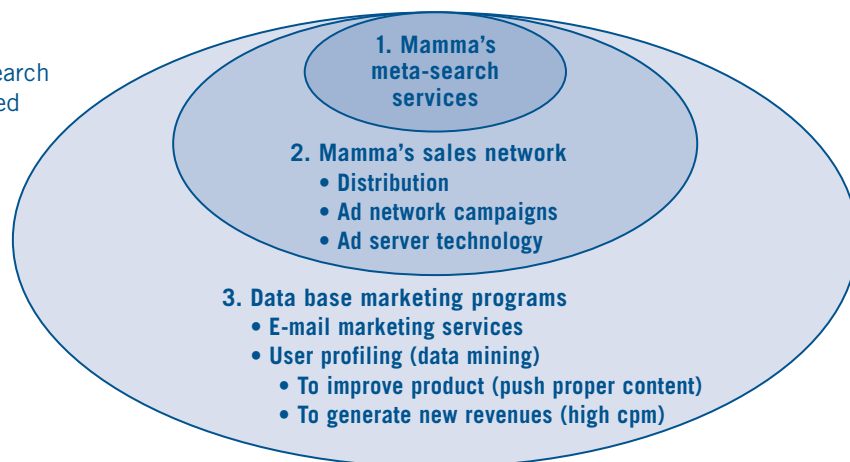 1. Mamma's
meta-search
services
2. Mamma's sales network
• Distribution
• Ad network campaigns
• Ad server technology
3. Data base marketing programs
• E-mail marketing services
• User profiling (data mining)
• To improve product (push proper content)
• To generate new revenues (high cpm)